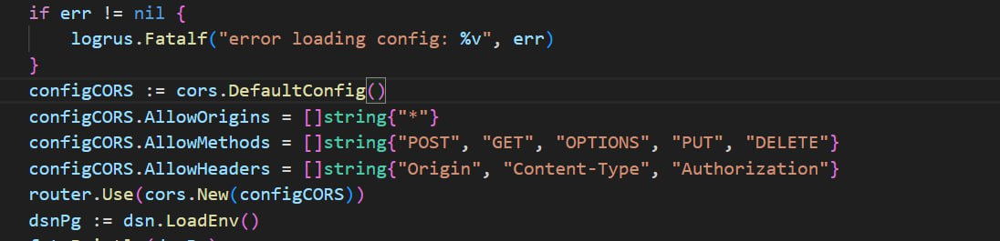 if err != nil {
logrus.Fatalf("error loading config: %v", err)
}
configCORS := cors.DefaultConfig()
configCORS.AllowOrigins = []string{"*"}
configCORS.AllowMethods = []string{"POST", "GET", "OPTIONS", "PUT", "DELETE"}
configCORS.AllowHeaders = []string{"Origin", "Content-Type", "Authorization"}
router.Use(cors.New(configCORS))
dsnPg := dsn.LoadEnv()